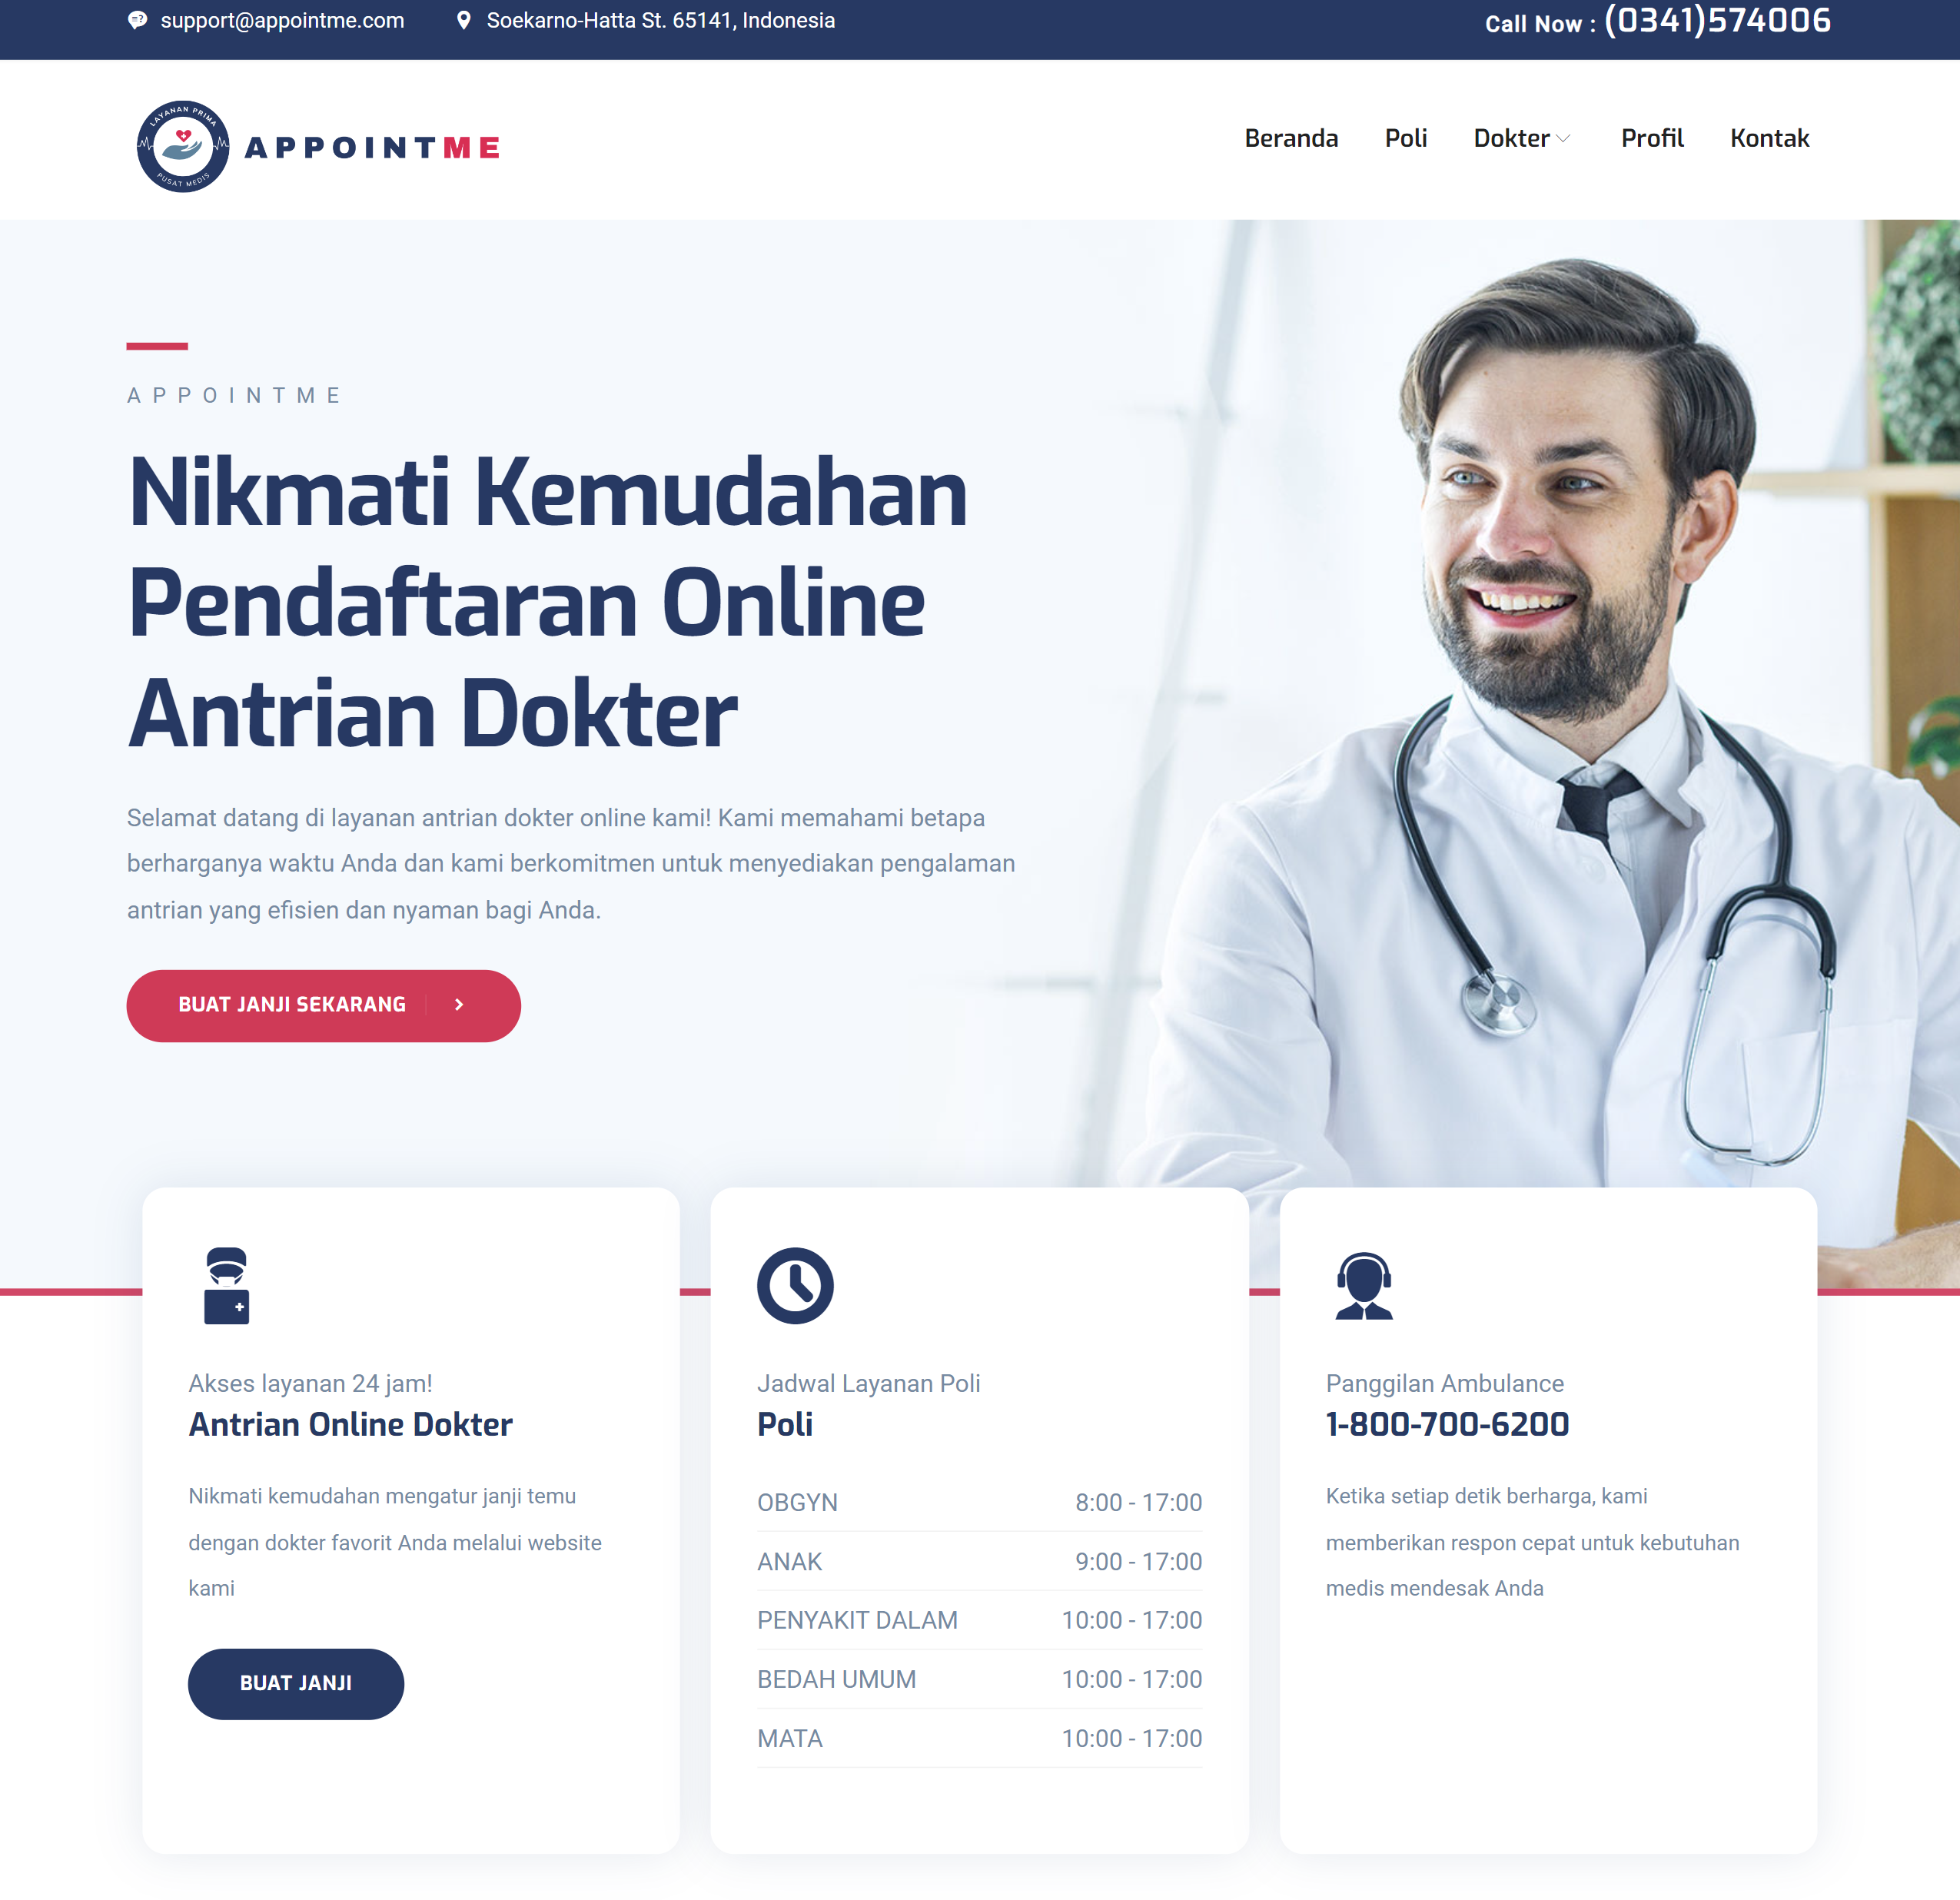 support@appointme.com
Soekarno-Hatta St. 65141, Indonesia
Call Now : (0341)574006
LAYANAN PRIMA
PUSAT MEDIS
APPOINTME
Beranda
Poli
Dokter
Profil
Kontak
APPOINTME
Nikmati Kemudahan
Pendaftaran Online
Antrian Dokter
Selamat datang di layanan antrian dokter online kami! Kami memahami betapa
berharganya waktu Anda dan kami berkomitmen untuk menyediakan pengalaman
antrian yang efisien dan nyaman bagi Anda.
BUAT JANJI SEKARANG
Akses layanan 24 jam!
Antrian Online Dokter
Nikmati kemudahan mengatur janji temu
dengan dokter favorit Anda melalui website
kami
BUAT JANJI
Jadwal Layanan Poli
Poli
OBGYN 8:00 - 17:00
ANAK 9:00 - 17:00
PENYAKIT DALAM 10:00 - 17:00
BEDAH UMUM 10:00 - 17:00
MATA 10:00 - 17:00
Panggilan Ambulance
1-800-700-6200
Ketika setiap detik berharga, kami
memberikan respon cepat untuk kebutuhan
medis mendesak Anda